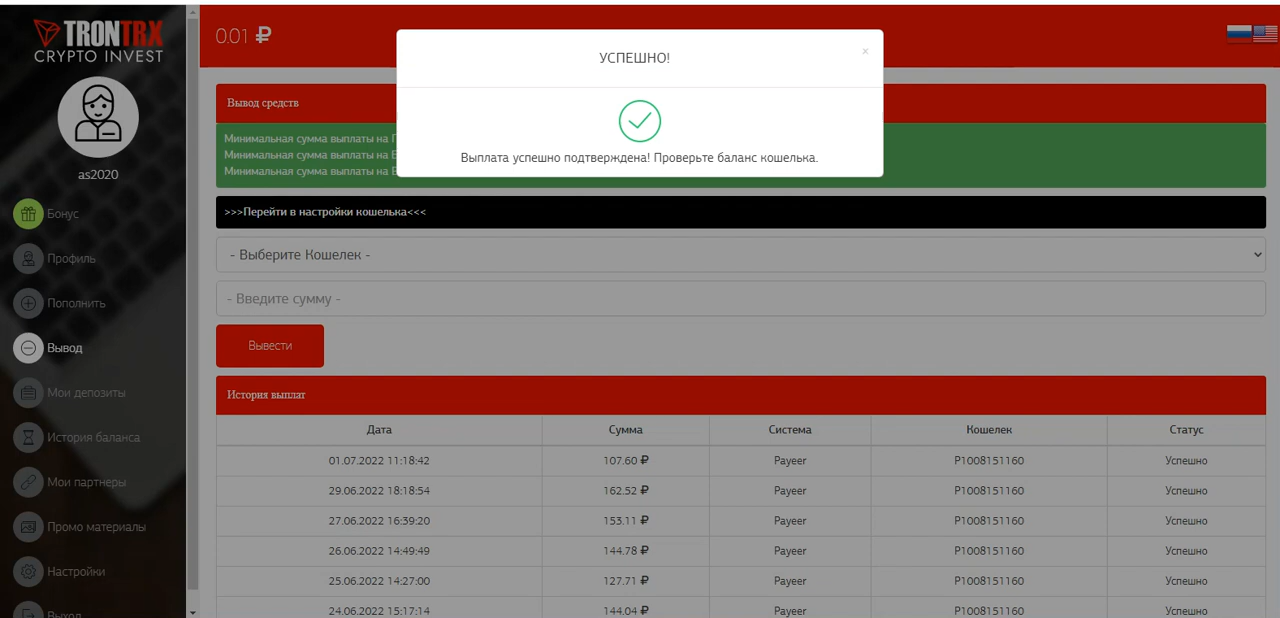 TRONTRX
CRYPTO INVEST
as2020
Бонус
Профиль
Пополнить
Вывод
Мои депозиты
История баланса
Мои партнеры
Промо материалы
Настройки
Выход
0.01 ₽
УСПЕШНО!
×
Выплата успешно подтверждена! Проверьте баланс кошелька.
Вывод средств
Минимальная сумма выплаты на
Минимальная сумма выплаты на
Минимальная сумма выплаты на
>>>Перейти в настройки кошелька<<<
- Выберите Кошелек -
- Введите сумму -
Вывести
История выплат
Дата Сумма Система Кошелек Статус
01.07.2022 11:18:42 107.60 ₽ Payeer P1008151160 Успешно
29.06.2022 18:18:54 162.52 ₽ Payeer P1008151160 Успешно
27.06.2022 16:39:20 153.11 ₽ Payeer P1008151160 Успешно
26.06.2022 14:49:49 144.78 ₽ Payeer P1008151160 Успешно
25.06.2022 14:27:00 127.71 ₽ Payeer P1008151160 Успешно
24.06.2022 15:17:14 144.04 ₽ Payeer P1008151160 Успешно